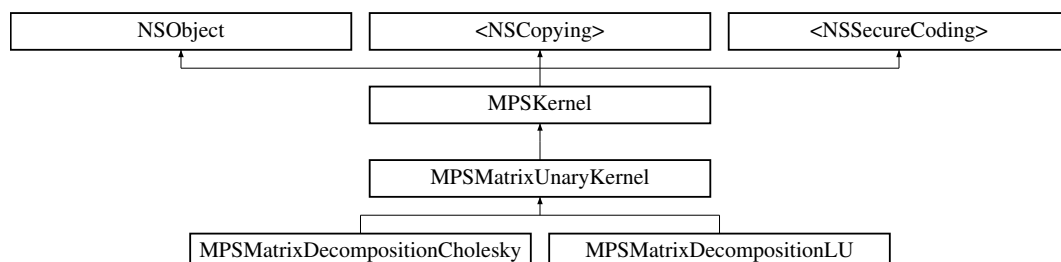 NSObject
<NSCopying>
<NSSecureCoding>
MPSKernel
MPSMatrixUnaryKernel
MPSMatrixDecompositionCholesky
MPSMatrixDecompositionLU